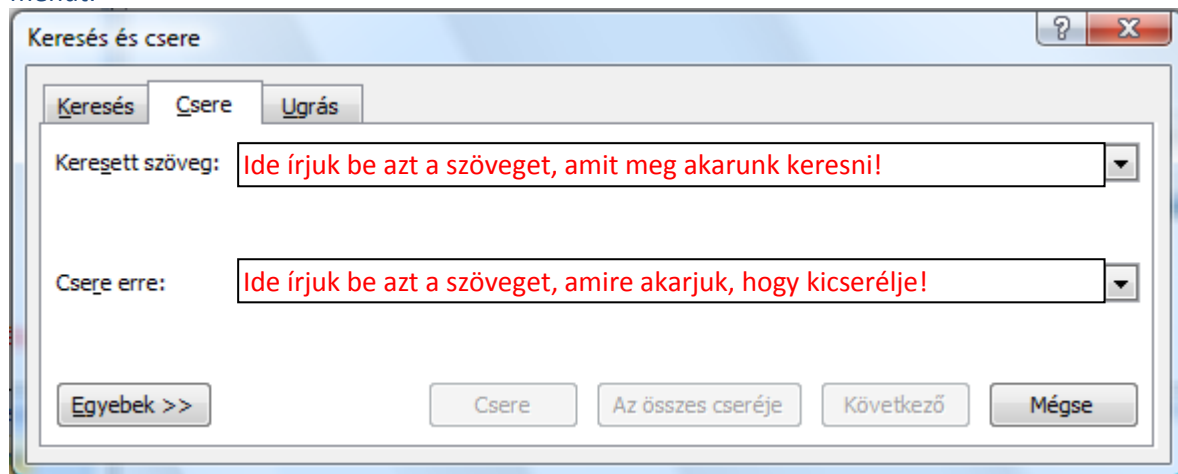 menüt.
Keresés és csere
Keresés Csere Ugrás
Keresett szöveg: Ide írjuk be azt a szöveget, amit meg akarunk keresni!
Csere erre: Ide írjuk be azt a szöveget, amire akarjuk, hogy kicserélje!
Egyebek >> Csere Az összes cseréje Következő Mégse